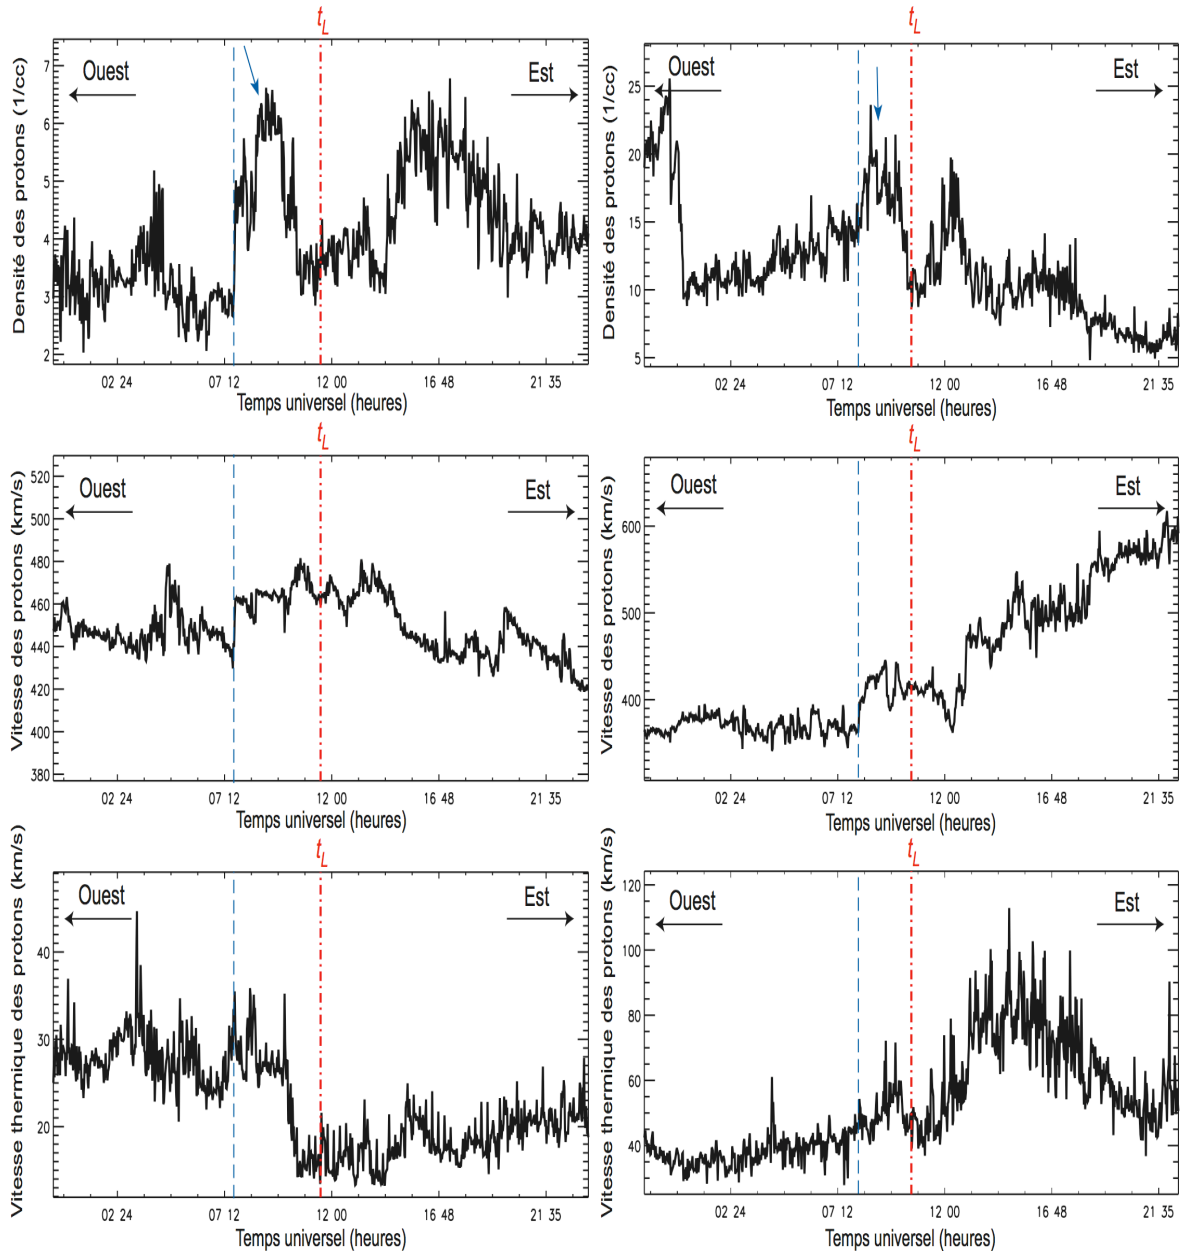 t_L
Ouest
Est
Densité des protons (1/cc)
7
6
5
4
3
2
02 24 07 12 12 00 16 48 21 35
Temps universel (heures)
t_L
Ouest
Est
Densité des protons (1/cc)
25
20
15
10
5
02 24 07 12 12 00 16 48 21 35
Temps universel (heures)
t_L
Ouest
Est
Vitesse des protons (km/s)
520
500
480
460
440
420
400
380
02 24 07 12 12 00 16 48 21 35
Temps universel (heures)
t_L
Ouest
Est
Vitesse des protons (km/s)
600
500
400
02 24 07 12 12 00 16 48 21 35
Temps universel (heures)
t_L
Ouest
Est
Vitesse thermique des protons (km/s)
40
30
20
02 24 07 12 12 00 16 48 21 35
Temps universel (heures)
t_L
Ouest
Est
Vitesse thermique des protons (km/s)
120
100
80
60
40
02 24 07 12 12 00 16 48 21 35
Temps universel (heures)